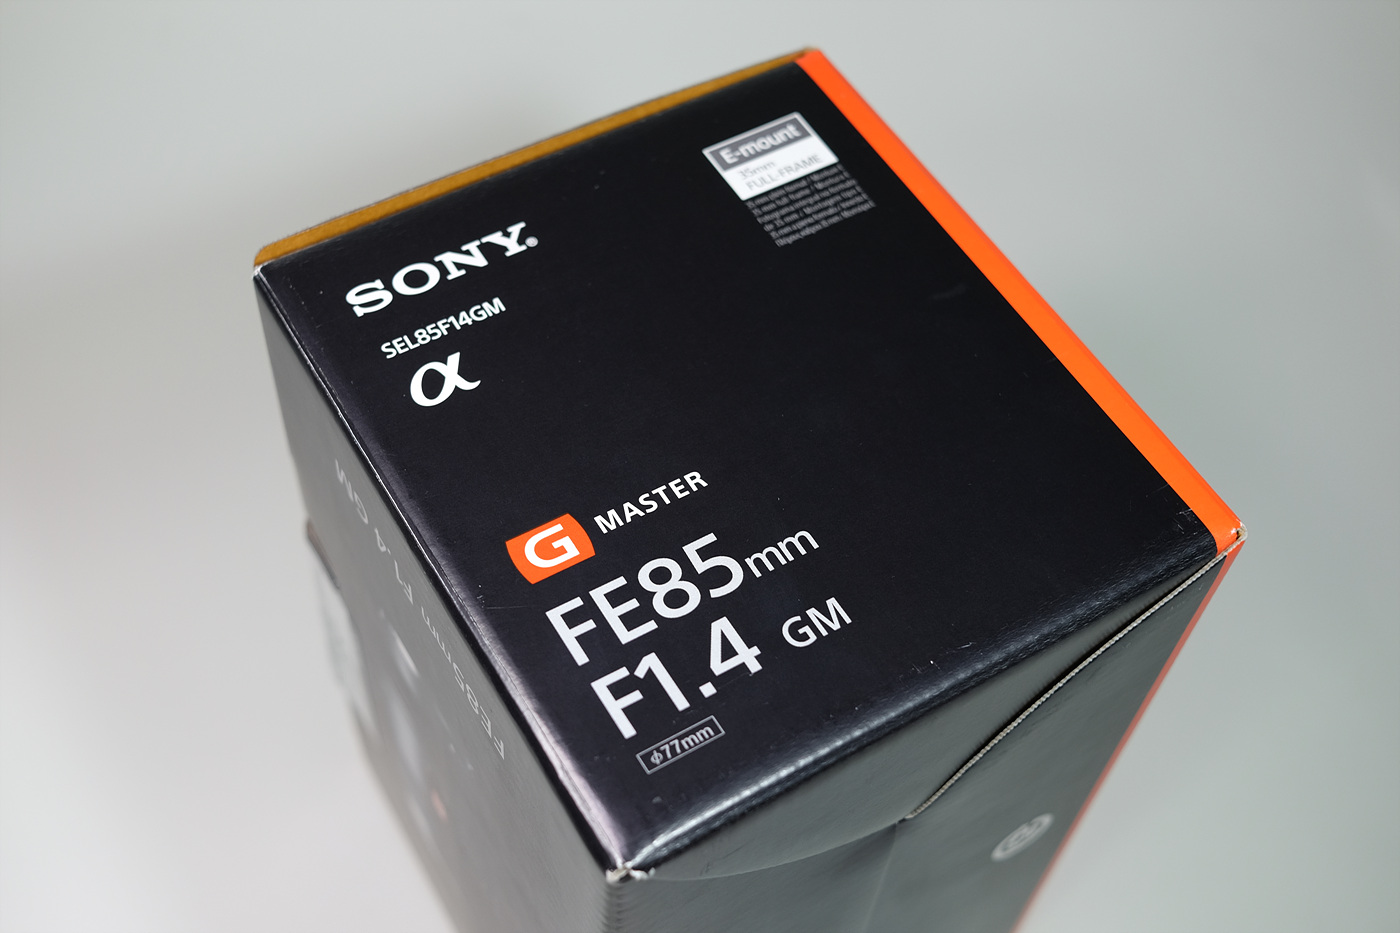 SONY®
SEL85F14GM
α
E-mount
35mm
FULL-FRAME
G MASTER
FE85mm
F1.4 GM
φ77mm
FE85mm F1.4 GM